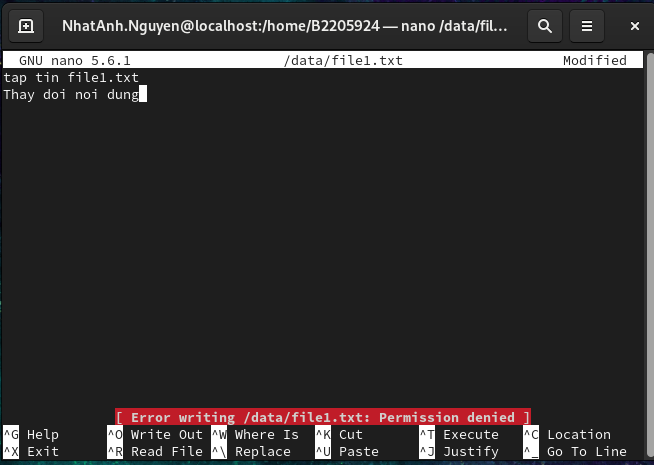 NhatAnh.Nguyen@localhost:/home/B2205924 — nano /data/fil...
GNU nano 5.6.1 /data/file1.txt Modified
tap tin file1.txt
Thay doi noi dung
[ Error writing /data/file1.txt: Permission denied ]
^G Help ^O Write Out ^W Where Is ^K Cut ^T Execute ^C Location
^X Exit ^R Read File ^\ Replace ^U Paste ^J Justify ^_ Go To Line